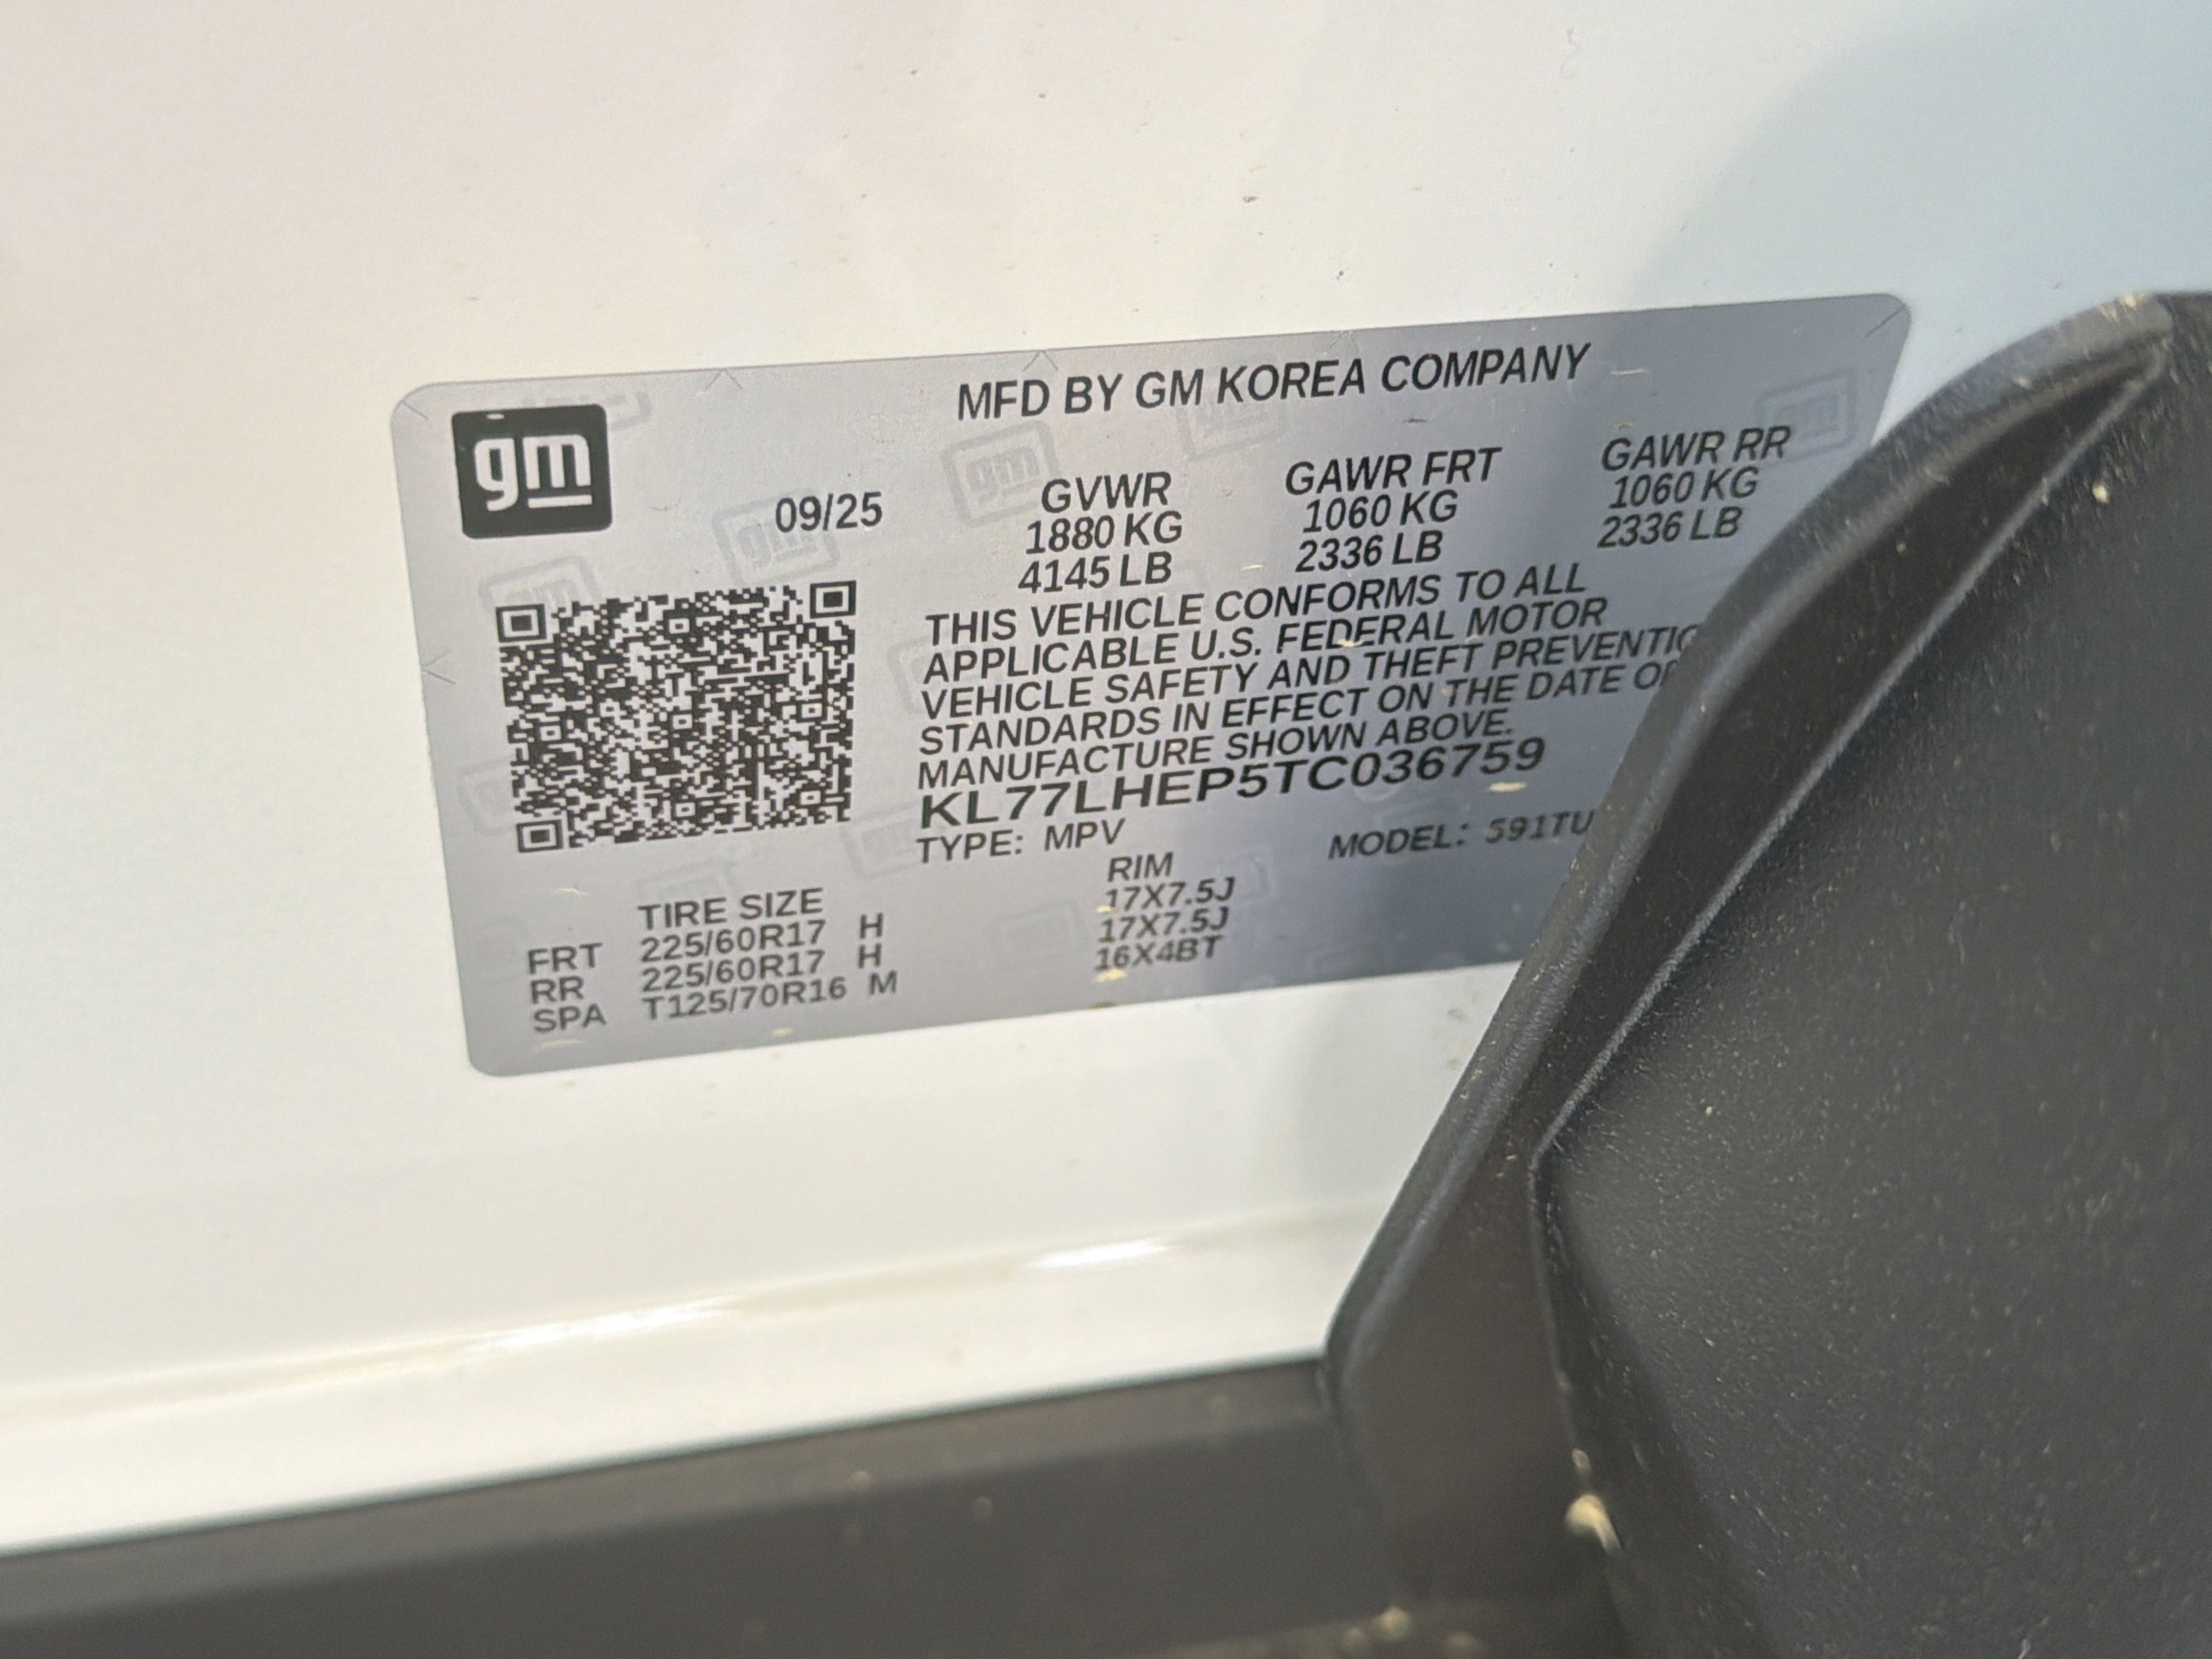 gm
MFD BY GM KOREA COMPANY
09/25
GVWR GAWR FRT GAWR RR
1880 KG 1060 KG 1060 KG
4145 LB 2336 LB 2336 LB
THIS VEHICLE CONFORMS TO ALL
APPLICABLE U.S. FEDERAL MOTOR
VEHICLE SAFETY AND THEFT PREVENTIO
STANDARDS IN EFFECT ON THE DATE OF
MANUFACTURE SHOWN ABOVE.
KL77LHEP5TC036759
TYPE: MPV MODEL: 591TU
TIRE SIZE RIM
FRT 225/60R17 H 17X7.5J
RR 225/60R17 H 17X7.5J
SPA T125/70R16 M 16X4BT